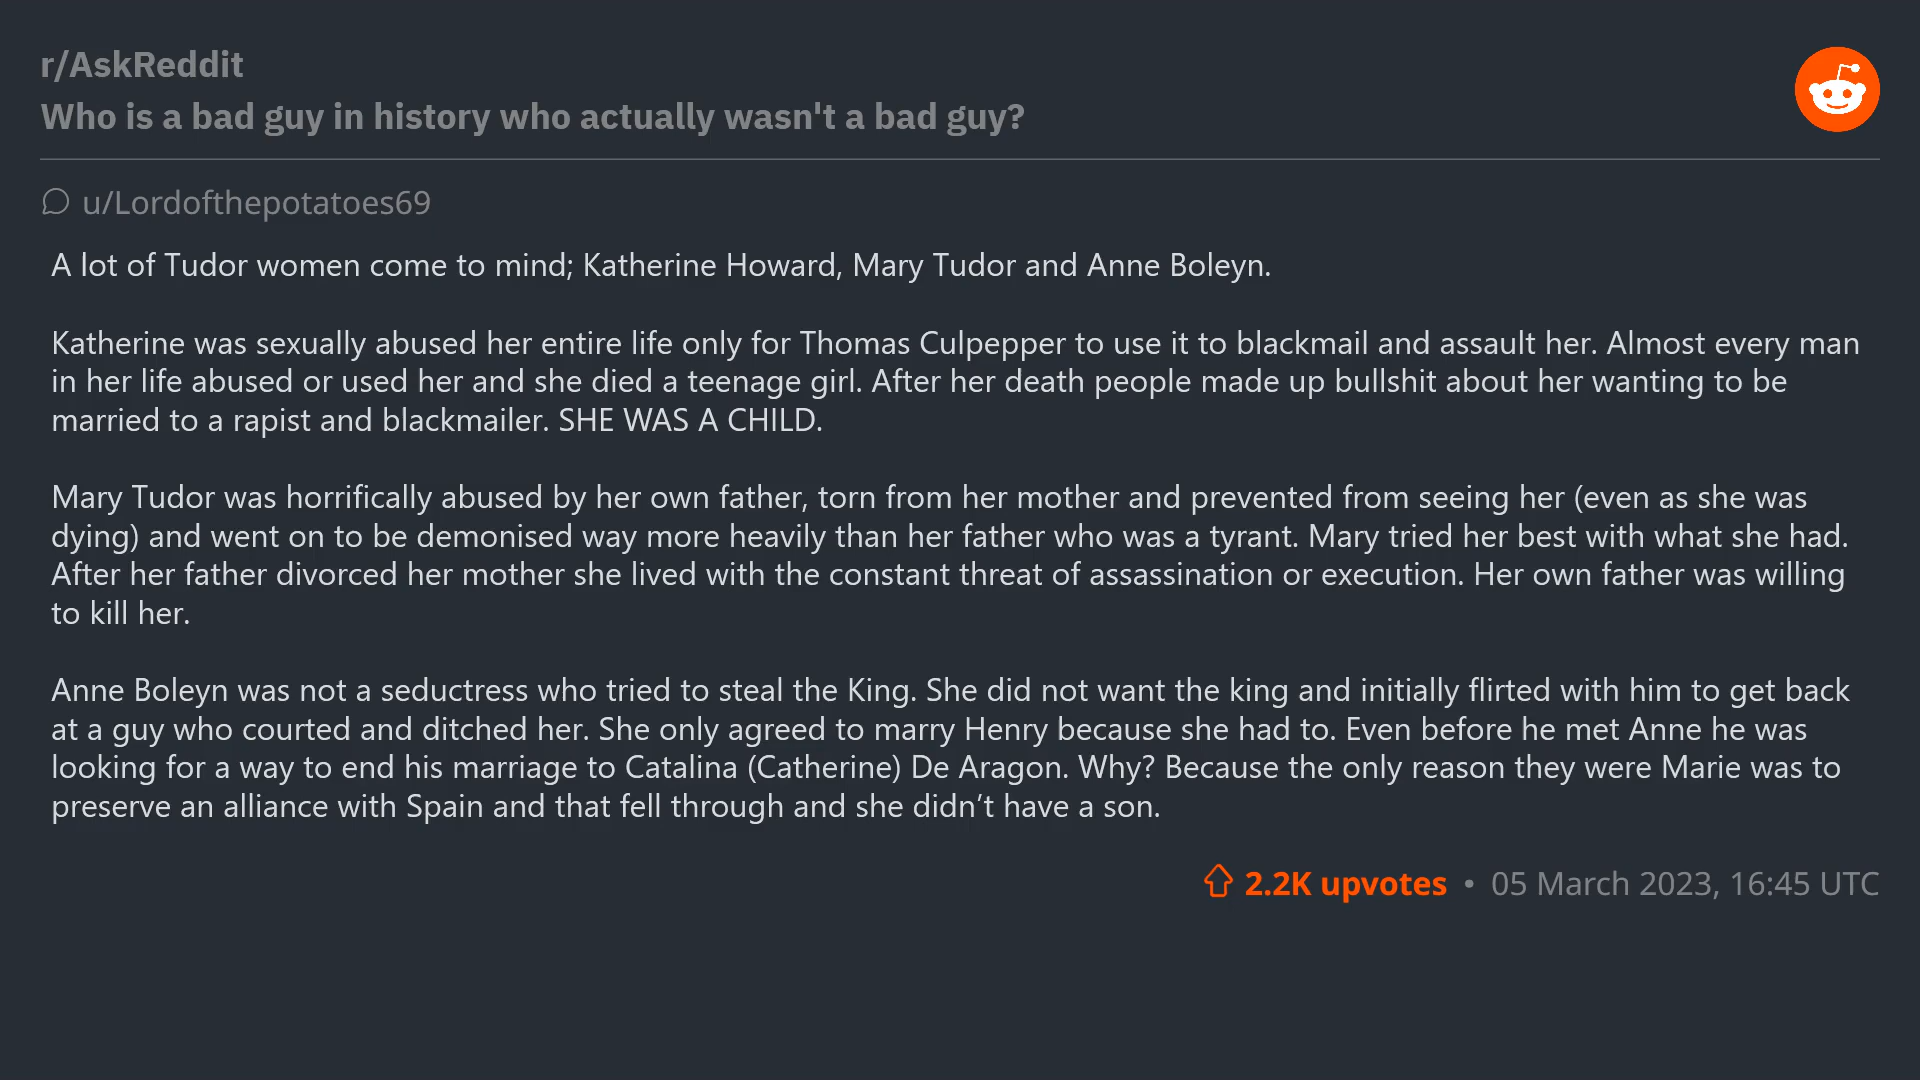 r/AskReddit
Who is a bad guy in history who actually wasn't a bad guy?
u/Lordofthepotatoes69
A lot of Tudor women come to mind; Katherine Howard, Mary Tudor and Anne Boleyn.
Katherine was sexually abused her entire life only for Thomas Culpepper to use it to blackmail and assault her. Almost every man
in her life abused or used her and she died a teenage girl. After her death people made up bullshit about her wanting to be
married to a rapist and blackmailer. SHE WAS A CHILD.
Mary Tudor was horrifically abused by her own father, torn from her mother and prevented from seeing her (even as she was
dying) and went on to be demonised way more heavily than her father who was a tyrant. Mary tried her best with what she had.
After her father divorced her mother she lived with the constant threat of assassination or execution. Her own father was willing
to kill her.
Anne Boleyn was not a seductress who tried to steal the King. She did not want the king and initially flirted with him to get back
at a guy who courted and ditched her. She only agreed to marry Henry because she had to. Even before he met Anne he was
looking for a way to end his marriage to Catalina (Catherine) De Aragon. Why? Because the only reason they were Marie was to
preserve an alliance with Spain and that fell through and she didn’t have a son.
2.2K upvotes • 05 March 2023, 16:45 UTC